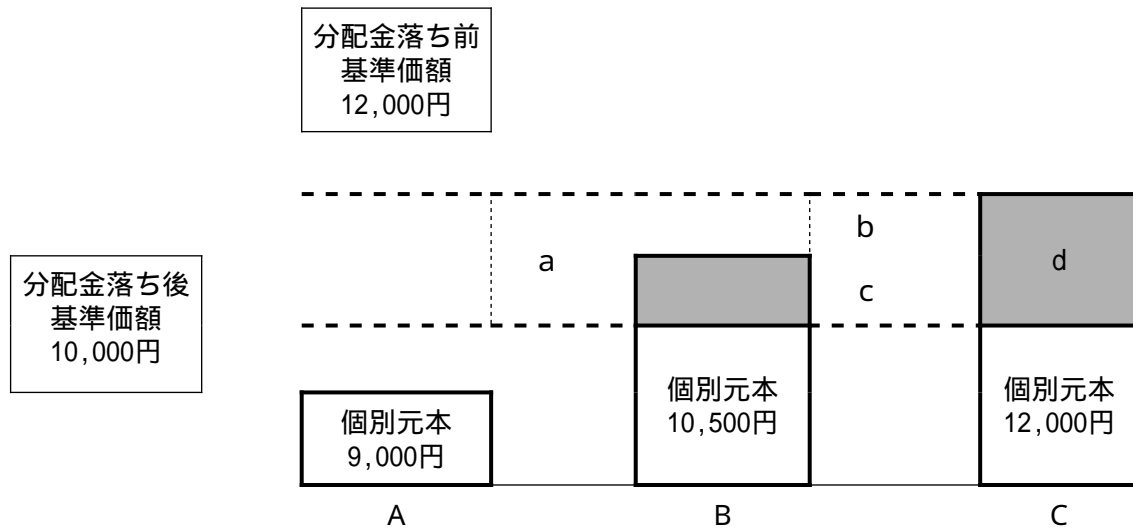 分配金落ち前
基準価額
12,000円
b
a
d
c
分配金落ち後
基準価額
10,000円
個別元本
9,000円
個別元本
10,500円
個別元本
12,000円
A
B
C